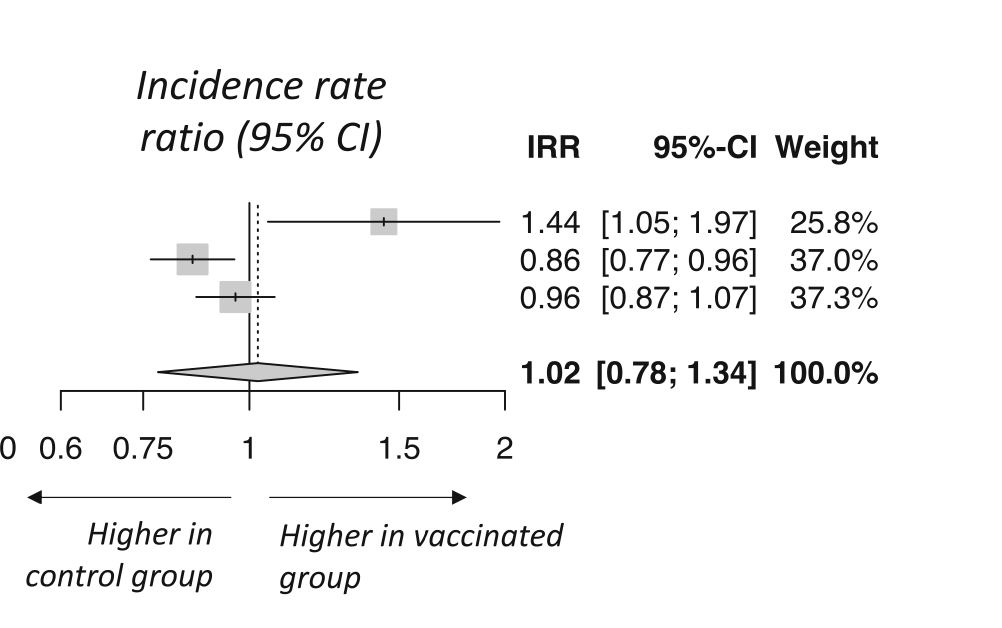 Incidence rate
ratio (95% CI)
IRR 95%-CI Weight
1.44 [1.05; 1.97] 25.8%
0.86 [0.77; 0.96] 37.0%
0.96 [0.87; 1.07] 37.3%
1.02 [0.78; 1.34] 100.0%
0 0.6 0.75 1 1.5 2
Higher in
control group
Higher in vaccinated
group